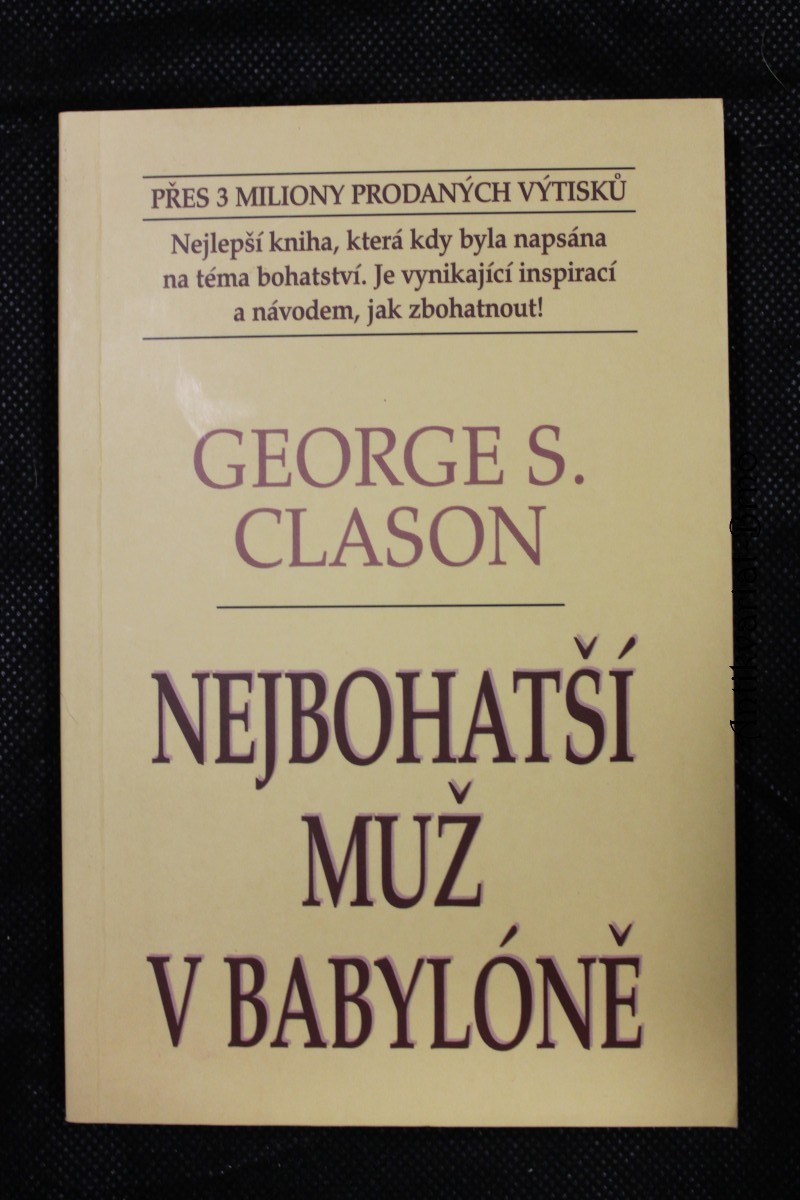 PŘES 3 MILIONY PRODANÝCH VÝTISKŮ
Nejlepší kniha, která kdy byla napsána
na téma bohatství. Je vynikající inspirací
a návodem, jak zbohatnout!
GEORGE S.
CLASON
NEJBOHATŠÍ
MUŽ
V BABYLÓNĚ